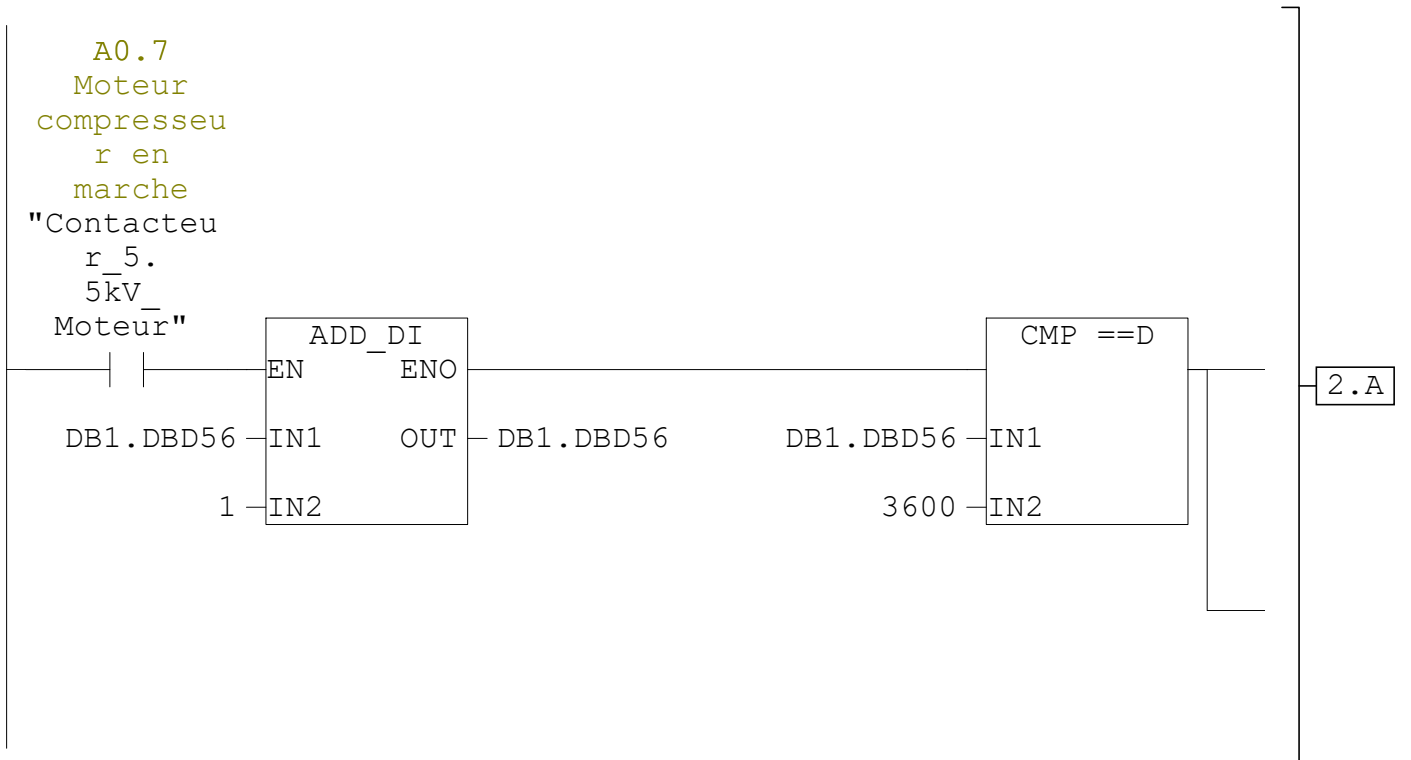 A0.7
Moteur
compresseu
r en
marche
"Contacteu
r_5.
5kV_
Moteur"
ADD_DI
EN ENO
DB1.DBD56 IN1 OUT DB1.DBD56
1 IN2
CMP ==D
DB1.DBD56 IN1
3600 IN2
2.A